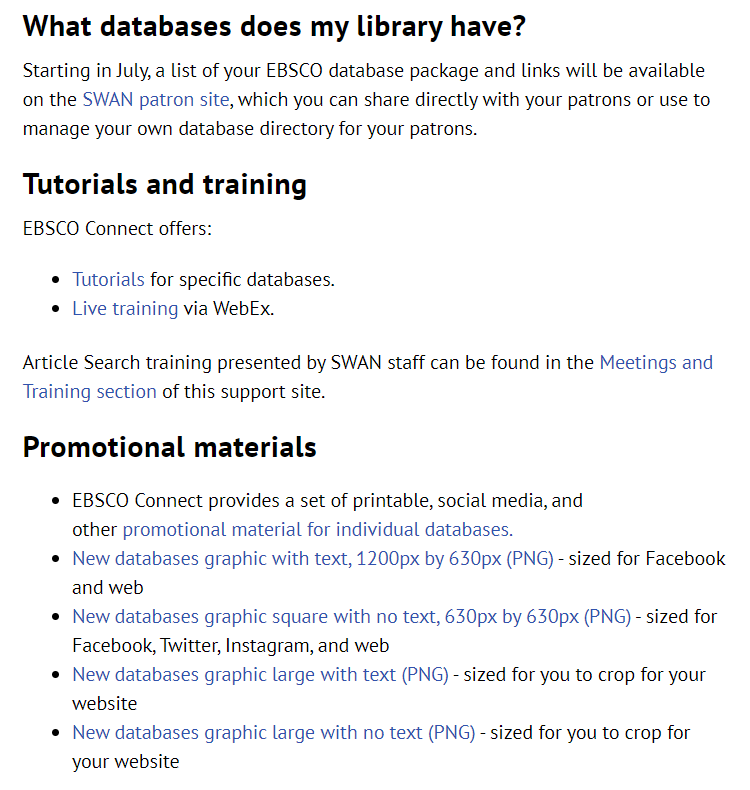 What databases does my library have?
Starting in July, a list of your EBSCO database package and links will be available
on the SWAN patron site, which you can share directly with your patrons or use to
manage your own database directory for your patrons.
Tutorials and training
EBSCO Connect offers:
• Tutorials for specific databases.
• Live training via WebEx.
Article Search training presented by SWAN staff can be found in the Meetings and
Training section of this support site.
Promotional materials
• EBSCO Connect provides a set of printable, social media, and
other promotional material for individual databases.
• New databases graphic with text, 1200px by 630px (PNG) - sized for Facebook
and web
• New databases graphic square with no text, 630px by 630px (PNG) - sized for
Facebook, Twitter, Instagram, and web
• New databases graphic large with text (PNG) - sized for you to crop for your
website
• New databases graphic large with no text (PNG) - sized for you to crop for
your website